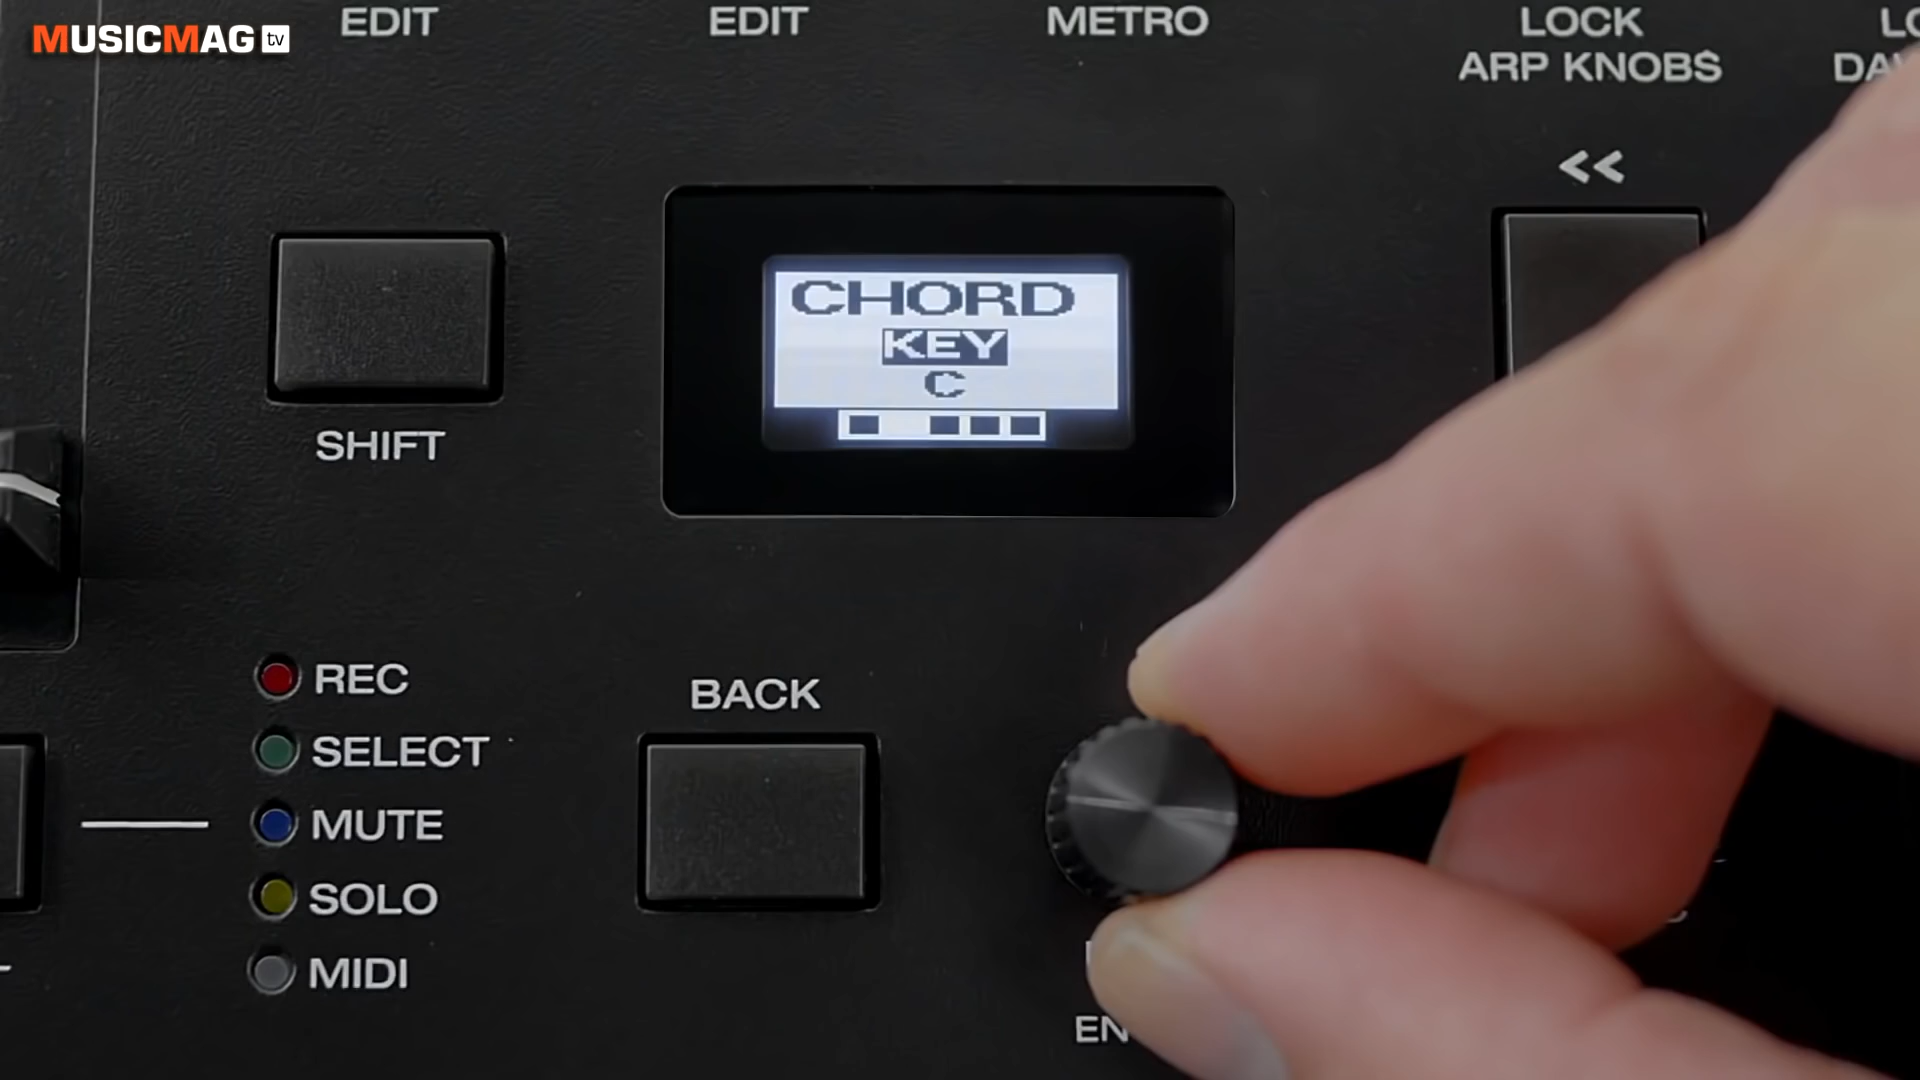 MUSICMAG tv
EDIT
EDIT
METRO
LOCK
ARP KNOBS
<<
CHORD
KEY
C
SHIFT
REC
SELECT
MUTE
SOLO
MIDI
BACK